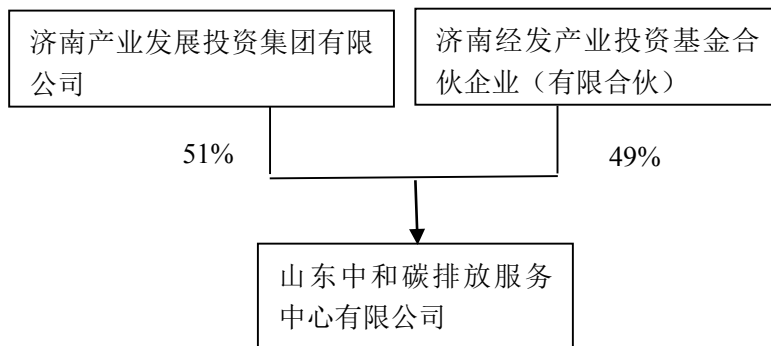 济南产业发展投资集团有限
公司
济南经发产业投资基金合
伙企业（有限合伙）
51%
49%
山东中和碳排放服务
中心有限公司